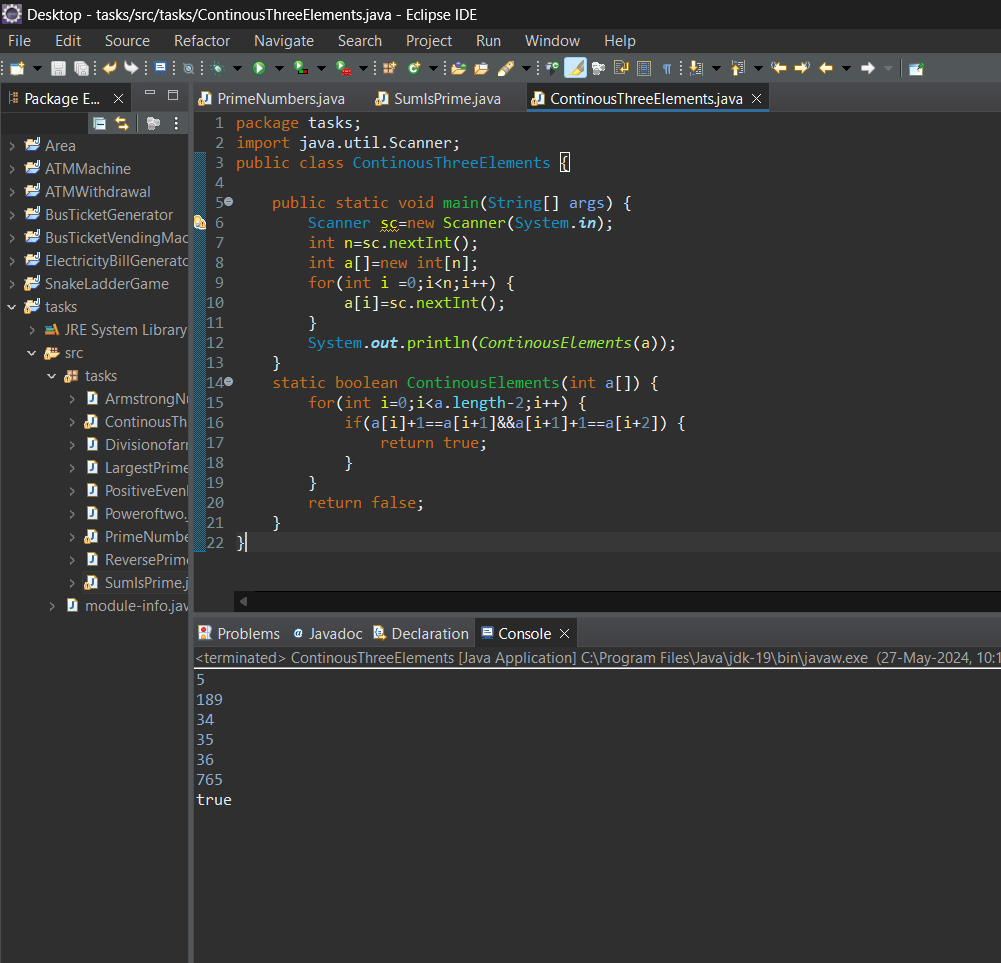 Desktop - tasks/src/tasks/ContinousThreeElements.java - Eclipse IDE
File Edit Source Refactor Navigate Search Project Run Window Help
Package E...
Area
ATMMachine
ATMWithdrawal
BusTicketGenerator
BusTicketVendingMac
ElectricityBillGenerato
SnakeLadderGame
tasks
JRE System Library
src
tasks
ArmstrongNu
ContinousTh
Divisionofarr
LargestPrime
PositiveEvenI
Poweroftwo.
PrimeNumbe
ReversePrime
SumIsPrime.j
module-info.jav
PrimeNumbers.java SumIsPrime.java ContinousThreeElements.java
1 package tasks;
2 import java.util.Scanner;
3 public class ContinousThreeElements {
4
5 public static void main(String[] args) {
6 Scanner sc=new Scanner(System.in);
7 int n=sc.nextInt();
8 int a[]=new int[n];
9 for(int i =0;i<n;i++) {
10 a[i]=sc.nextInt();
11 }
12 System.out.println(ContinousElements(a));
13 }
14 static boolean ContinousElements(int a[]) {
15 for(int i=0;i<a.length-2;i++) {
16 if(a[i]+1==a[i+1]&&a[i+1]+1==a[i+2]) {
17 return true;
18 }
19 }
20 return false;
21 }
22 }
Problems Javadoc Declaration Console
<terminated> ContinousThreeElements [Java Application] C:\Program Files\Java\jdk-19\bin\javaw.exe (27-May-2024, 10:1
5
189
34
35
36
765
true